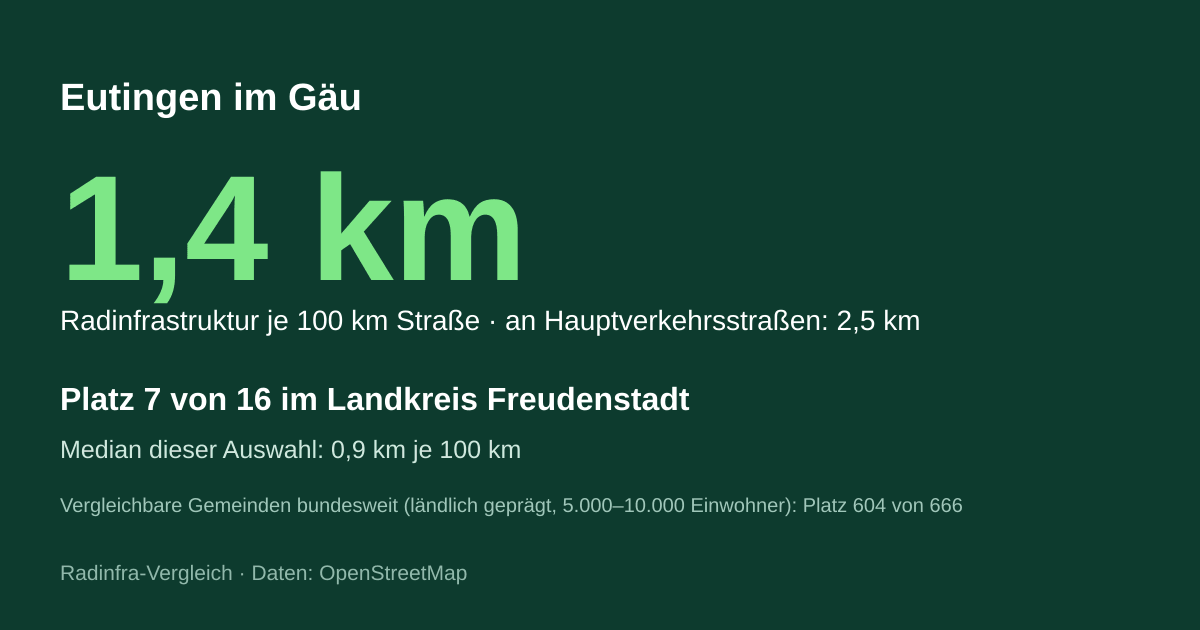 Eutingen im Gäu
1,4 km
Radinfrastruktur je 100 km Straße · an Hauptverkehrsstraßen: 2,5 km
Platz 7 von 16 im Landkreis Freudenstadt
Median dieser Auswahl: 0,9 km je 100 km
Vergleichbare Gemeinden bundesweit (ländlich geprägt, 5.000–10.000 Einwohner): Platz 604 von 666
Radinfra-Vergleich · Daten: OpenStreetMap